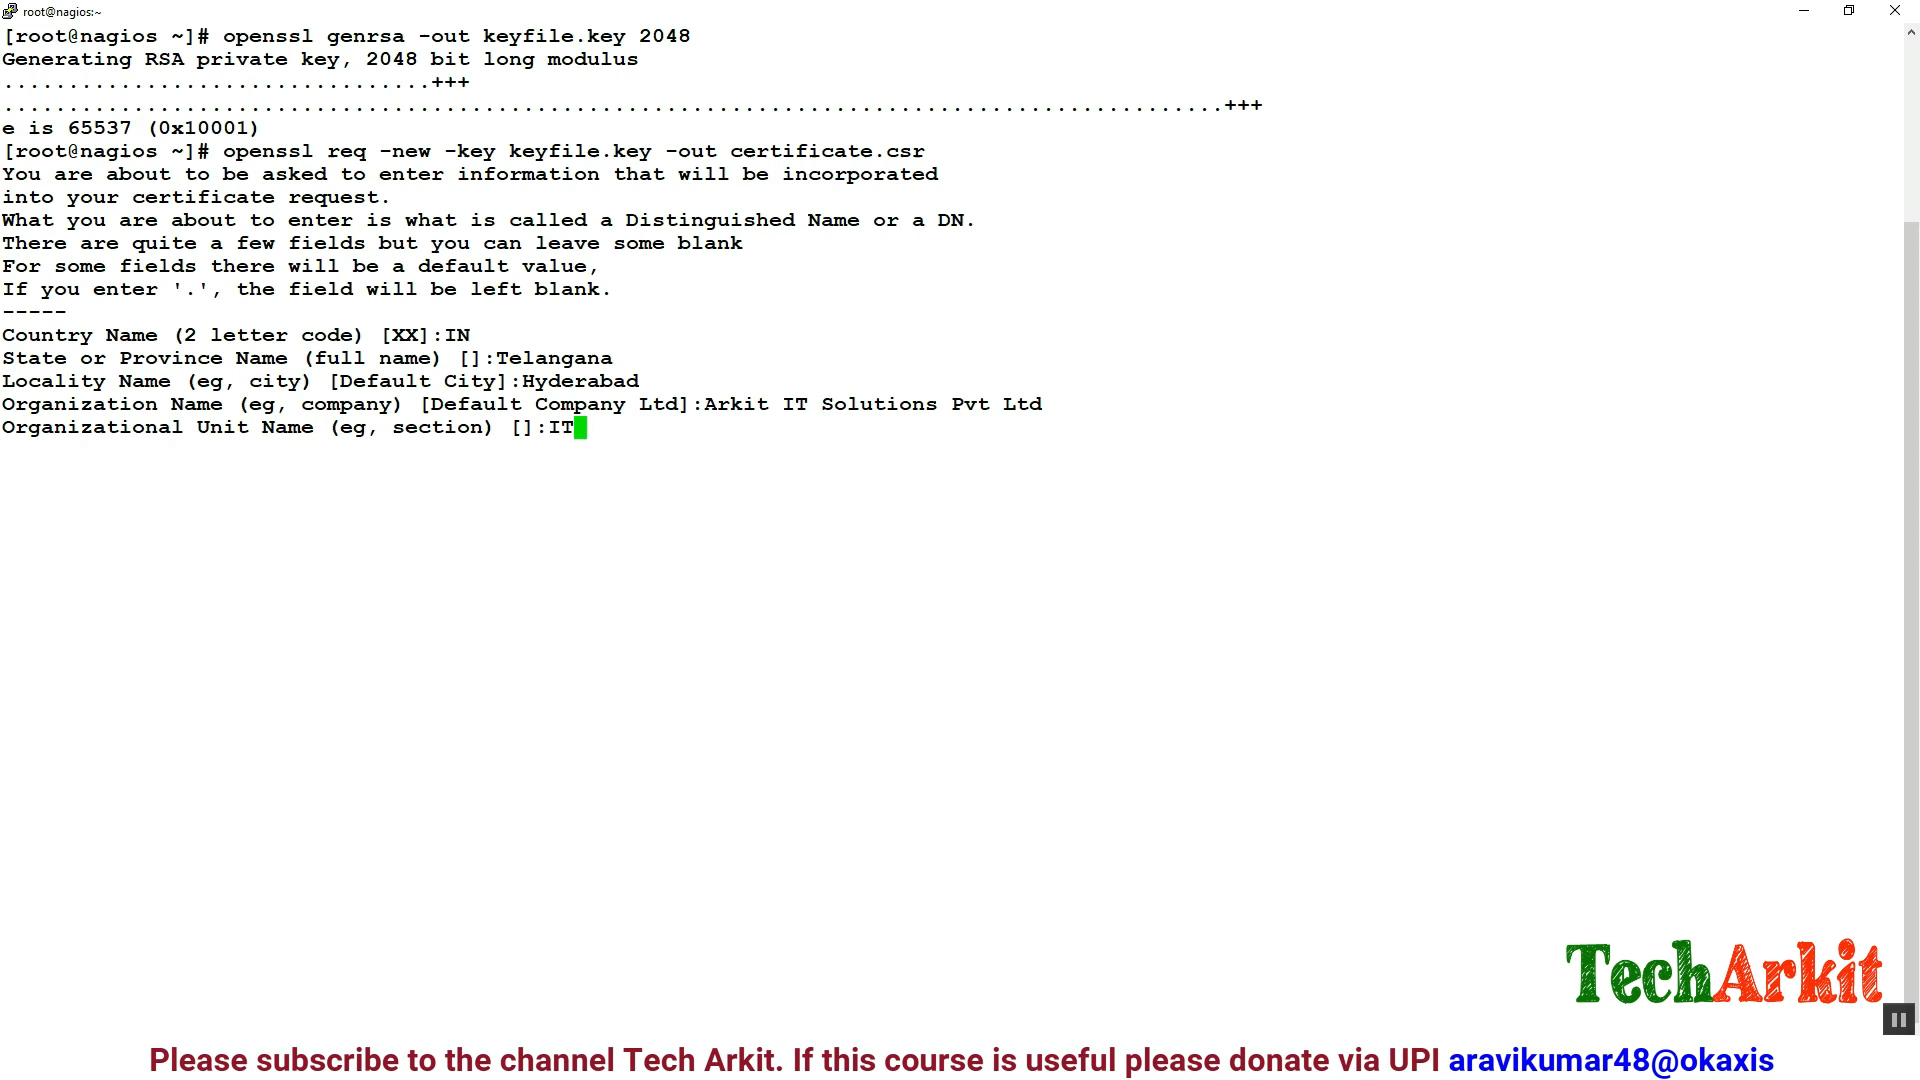 root@nagios:~
[root@nagios ~]# openssl genrsa -out keyfile.key 2048
Generating RSA private key, 2048 bit long modulus
.................................+++
..............................................................................................+++
e is 65537 (0x10001)
[root@nagios ~]# openssl req -new -key keyfile.key -out certificate.csr
You are about to be asked to enter information that will be incorporated
into your certificate request.
What you are about to enter is what is called a Distinguished Name or a DN.
There are quite a few fields but you can leave some blank
For some fields there will be a default value,
If you enter '.', the field will be left blank.
-----
Country Name (2 letter code) [XX]:IN
State or Province Name (full name) []:Telangana
Locality Name (eg, city) [Default City]:Hyderabad
Organization Name (eg, company) [Default Company Ltd]:Arkit IT Solutions Pvt Ltd
Organizational Unit Name (eg, section) []:IT
TechArkit
Please subscribe to the channel Tech Arkit. If this course is useful please donate via UPI aravikumar48@okaxis